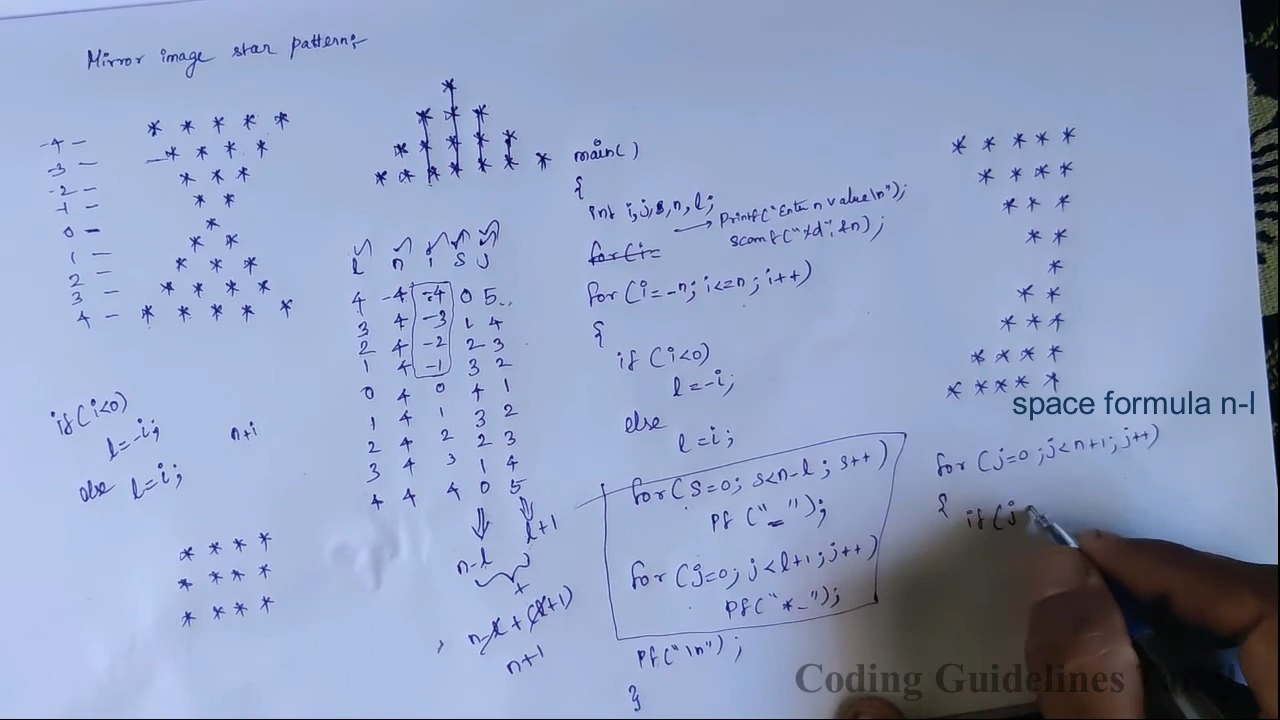 Mirror image star pattern:-
-4 - * * * * *
-3 - * * * *
-2 - * * *
-1 - * *
0 - *
1 - * *
2 - * * *
3 - * * * *
4 - * * * * *
if (i<0)
l=-i;
else l=i;
n+i
* * * *
* * * *
* * * *
*
* * *
* * * * *
* * * * * * *
l n i s j
4 -4 -4 0 5..
3 4 -3 1 4
2 4 -2 2 3
1 4 -1 3 2
0 4 0 4 1
1 4 1 3 2
2 4 2 2 3
3 4 3 1 4
4 4 4 0 5
n-l l+1
+
n-l + (l+1)
n+1
main()
{
int i,j,s,n,l;
for(i=
→ Printf("Enter n value\n");
scanf("%d", &n);
for(i=-n; i<=n; i++)
{
if (i<0)
l=-i;
else
l=i;
for(s=0; s<n-l; s++)
Pf("_");
for(j=0; j<l+1; j++)
Pf("*_");
Pf("\n");
}
* * * * *
* * * *
* * *
* *
*
* *
* * *
* * * *
* * * * *
space formula n-l
for (j=0; j<n+1; j++)
{ if (j
Coding Guidelines